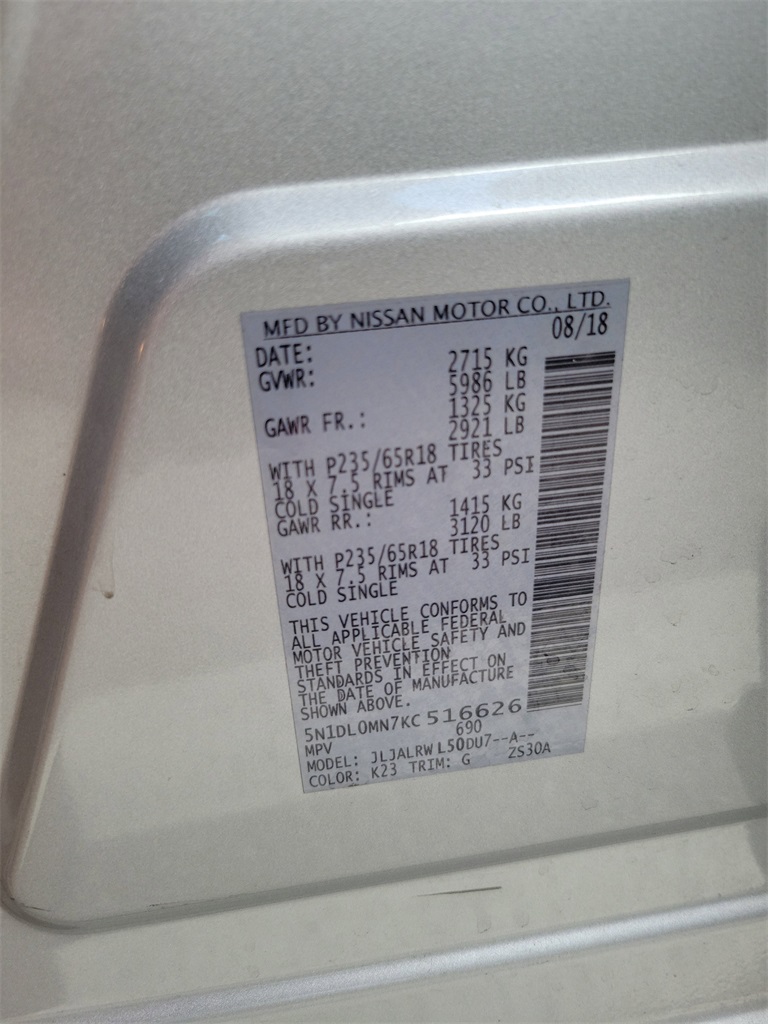 MFD BY NISSAN MOTOR CO., LTD.
DATE: 08/18
GVWR: 2715 KG
5986 LB
GAWR FR.: 1325 KG
2921 LB
WITH P235/65R18 TIRES
18 X 7.5 RIMS AT 33 PSI
COLD SINGLE
GAWR RR.: 1415 KG
3120 LB
WITH P235/65R18 TIRES
18 X 7.5 RIMS AT 33 PSI
COLD SINGLE
THIS VEHICLE CONFORMS TO
ALL APPLICABLE FEDERAL
MOTOR VEHICLE SAFETY AND
THEFT PREVENTION
STANDARDS IN EFFECT ON
THE DATE OF MANUFACTURE
SHOWN ABOVE.
5N1DL0MN7KC516626
MPV 690
MODEL: JLJALRWL50DU7--A--
COLOR: K23 TRIM: G ZS30A